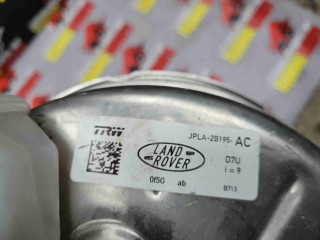 TRW
JPLA-2B195-AC
LAND
ROVER
D7U
i = 9
0f5G ab
BT13